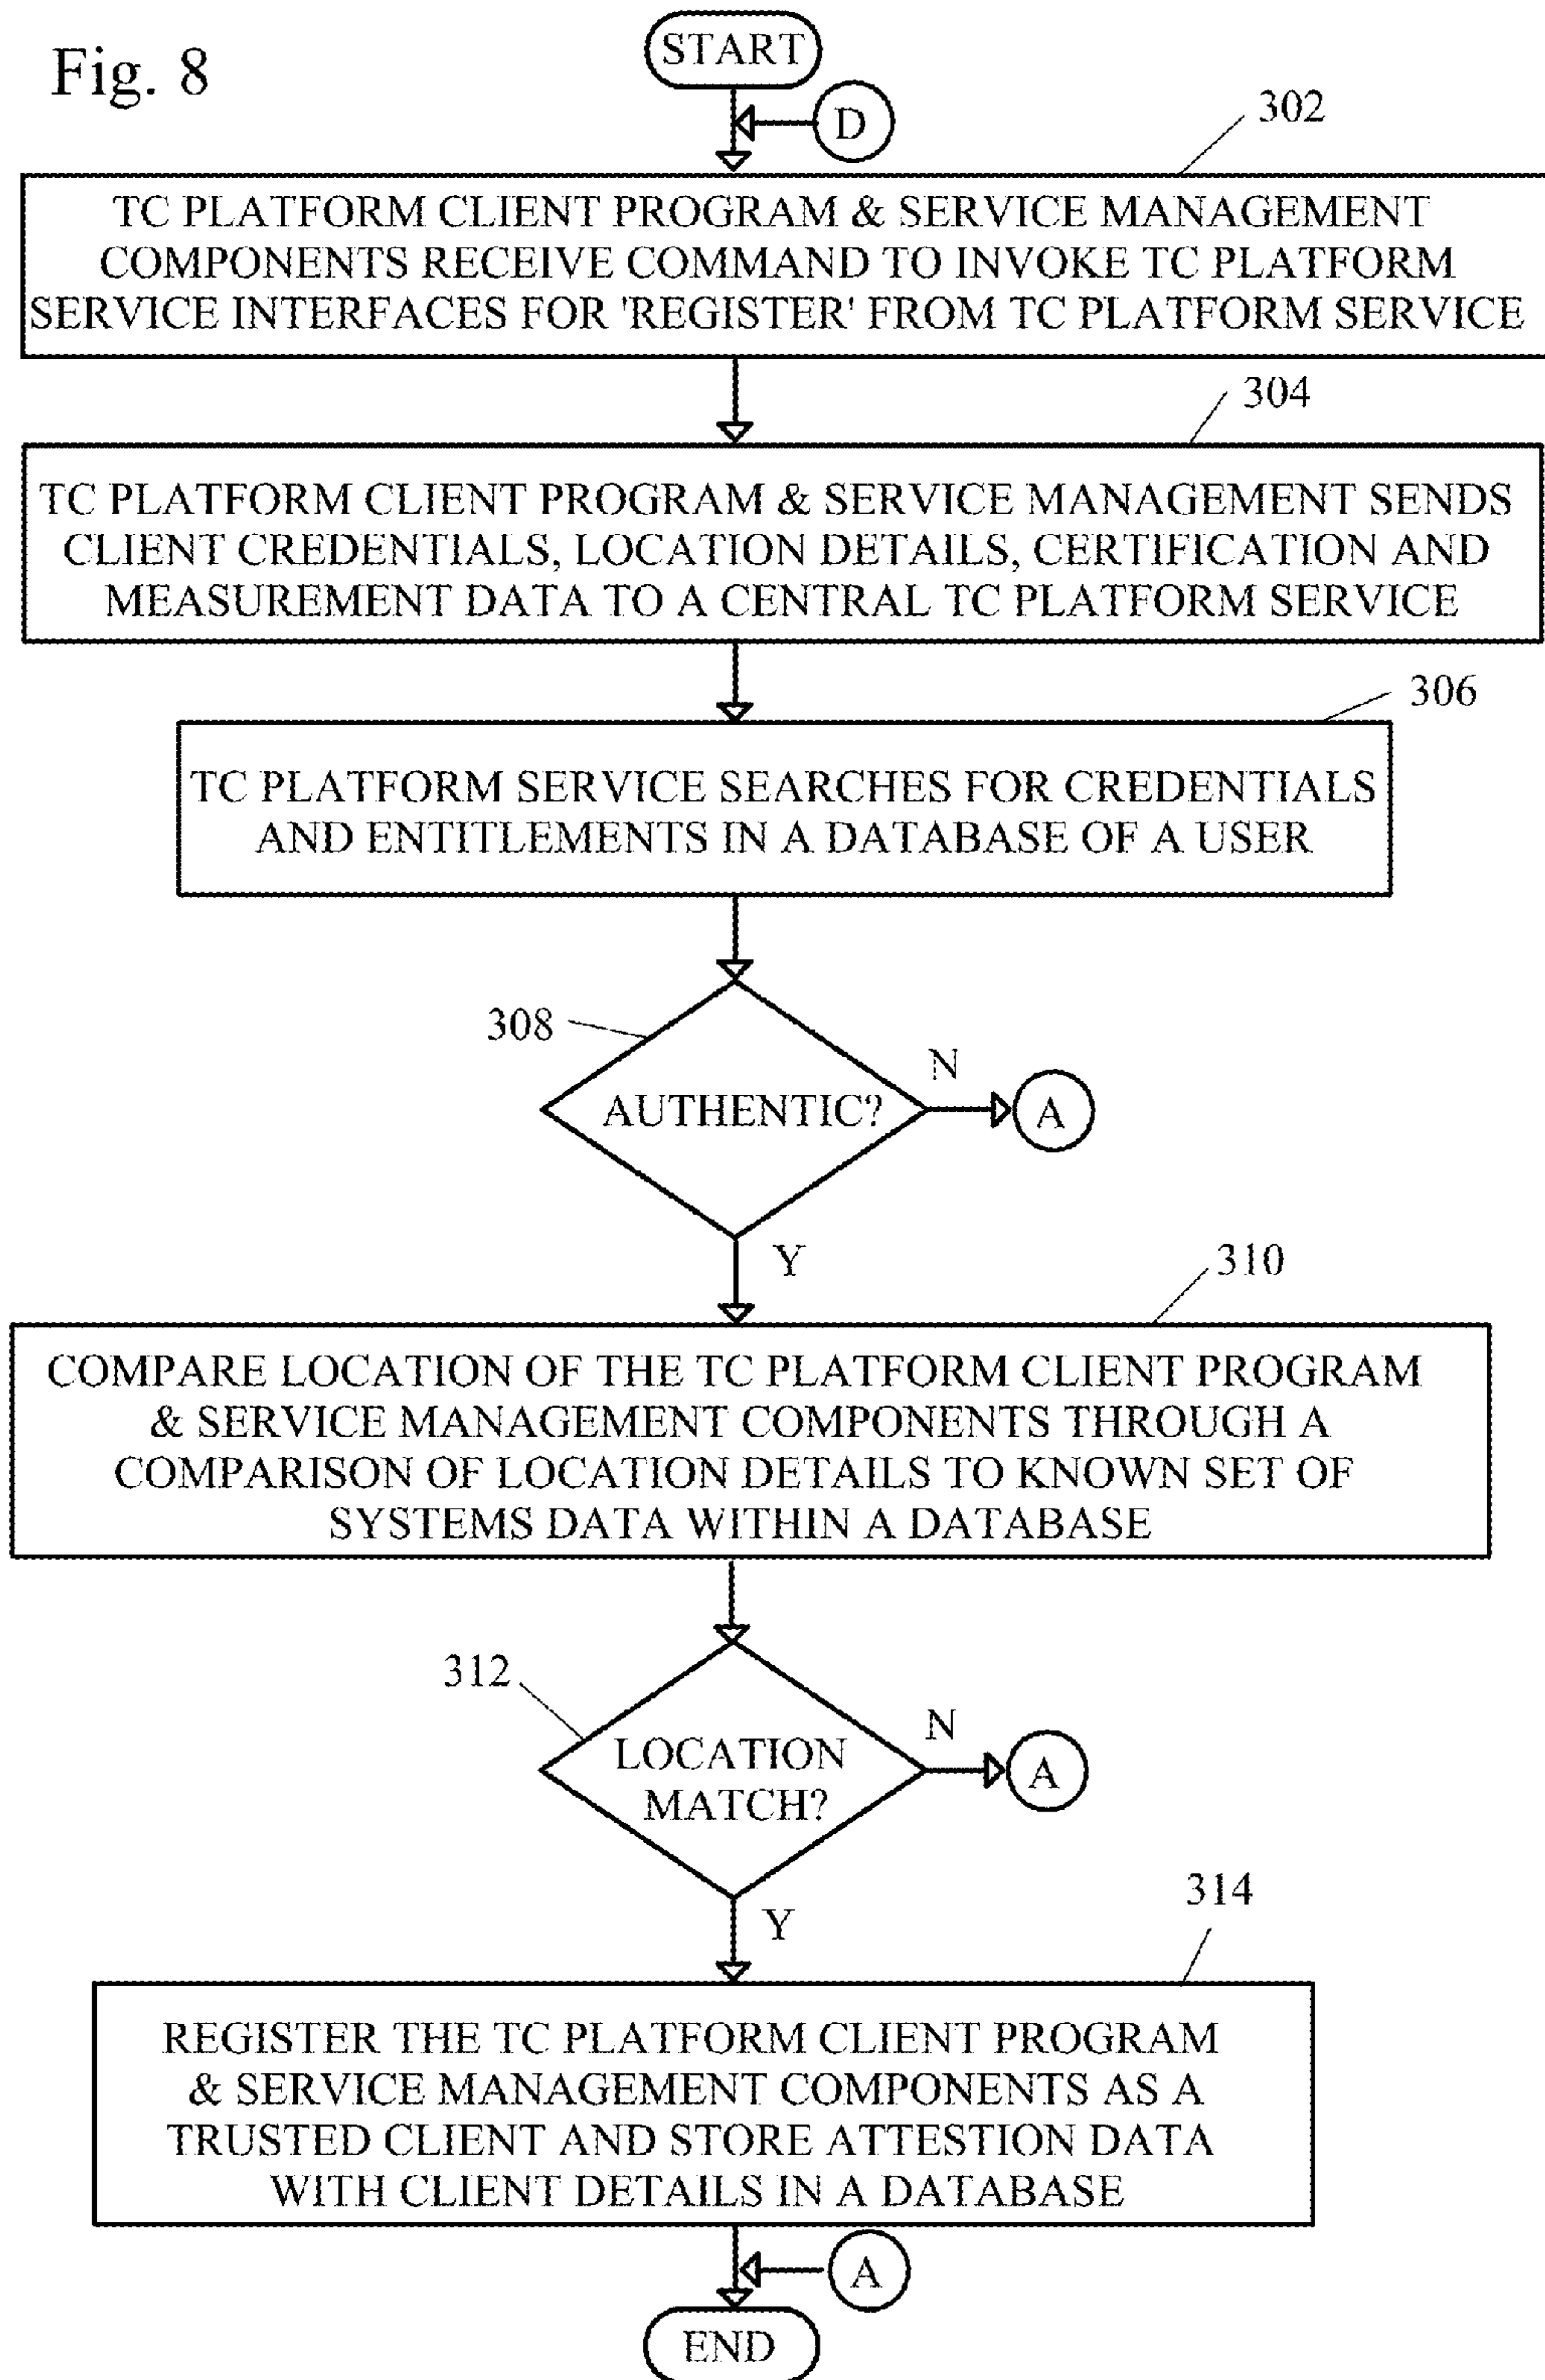 Fig. 8
START
D
302
TC PLATFORM CLIENT PROGRAM & SERVICE MANAGEMENT
COMPONENTS RECEIVE COMMAND TO INVOKE TC PLATFORM
SERVICE INTERFACES FOR 'REGISTER' FROM TC PLATFORM SERVICE
304
TC PLATFORM CLIENT PROGRAM & SERVICE MANAGEMENT SENDS
CLIENT CREDENTIALS, LOCATION DETAILS, CERTIFICATION AND
MEASUREMENT DATA TO A CENTRAL TC PLATFORM SERVICE
306
TC PLATFORM SERVICE SEARCHES FOR CREDENTIALS
AND ENTITLEMENTS IN A DATABASE OF A USER
308
AUTHENTIC?
N
A
Y
310
COMPARE LOCATION OF THE TC PLATFORM CLIENT PROGRAM
& SERVICE MANAGEMENT COMPONENTS THROUGH A
COMPARISON OF LOCATION DETAILS TO KNOWN SET OF
SYSTEMS DATA WITHIN A DATABASE
312
LOCATION
MATCH?
N
A
Y
314
REGISTER THE TC PLATFORM CLIENT PROGRAM
& SERVICE MANAGEMENT COMPONENTS AS A
TRUSTED CLIENT AND STORE ATTESTION DATA
WITH CLIENT DETAILS IN A DATABASE
A
END